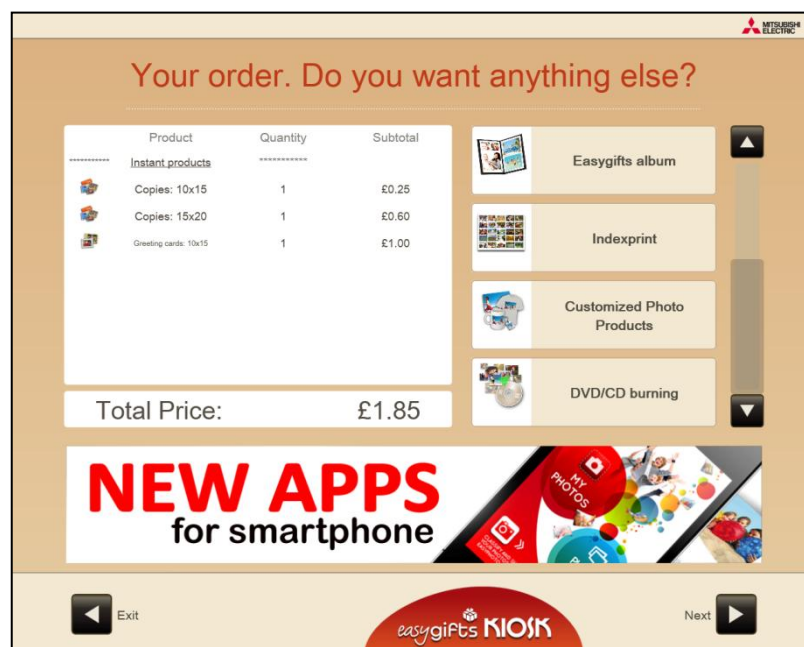 MITSUBISHI
ELECTRIC
Your order. Do you want anything else?
Product Quantity Subtotal
----------- Instant products -----------
Copies: 10x15 1 £0.25
Copies: 15x20 1 £0.60
Greeting cards: 10x15 1 £1.00
Total Price: £1.85
Easygifts album
Indexprint
Customized Photo
Products
DVD/CD burning
NEW APPS
for smartphone
MY
PHOTOS
Exit
easygifts KIOSK
Next